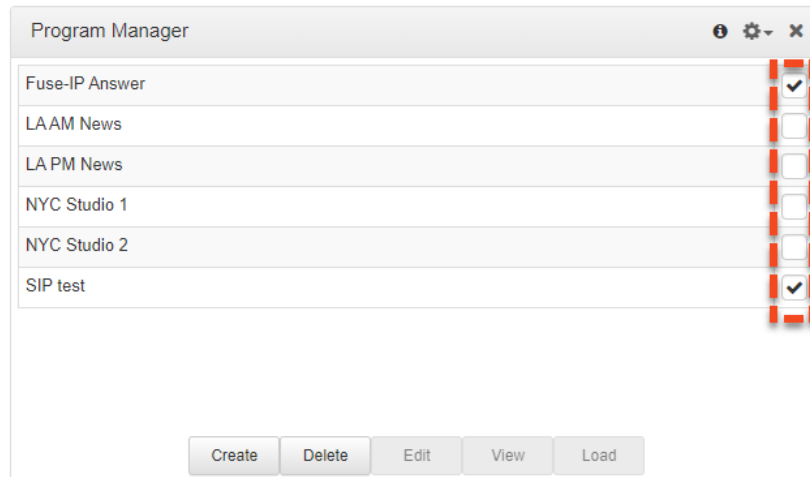 Program Manager
Fuse-IP Answer
LA AM News
LA PM News
NYC Studio 1
NYC Studio 2
SIP test
Create Delete Edit View Load